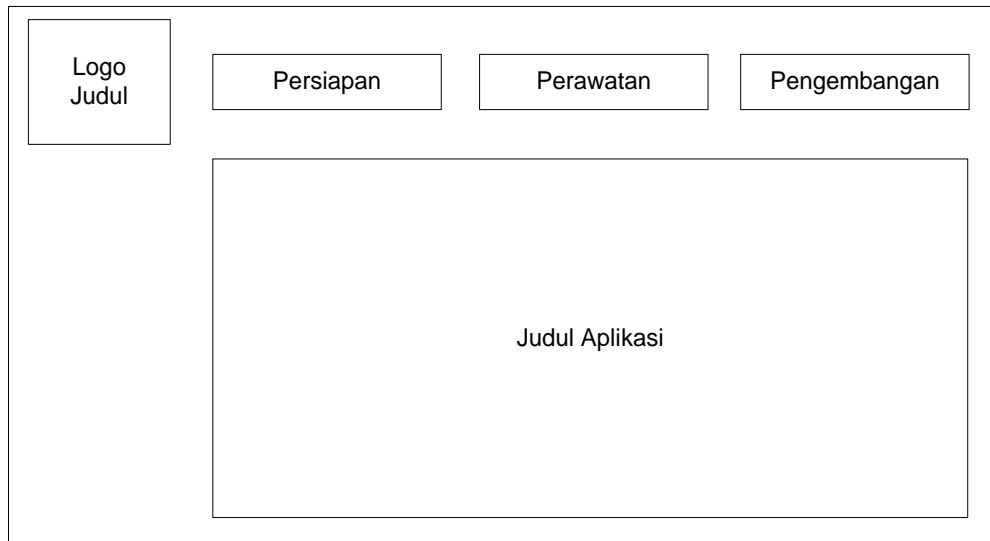 Logo
Judul
Persiapan
Perawatan
Pengembangan
Judul Aplikasi